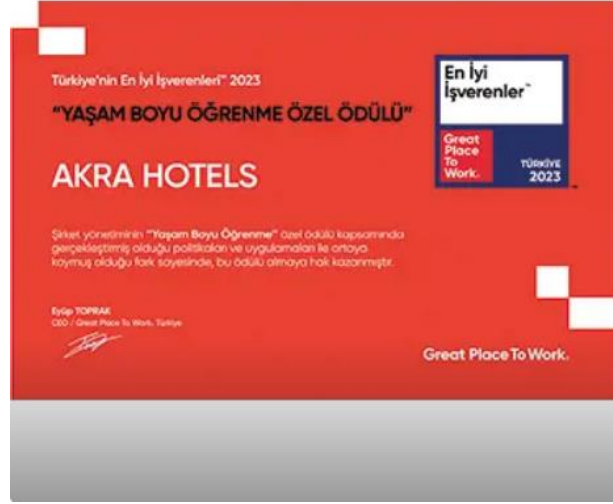 Türkiye'nin En İyi İşverenleri™ 2023
"YAŞAM BOYU ÖĞRENME ÖZEL ÖDÜLÜ"
AKRA HOTELS
Şirket yönetiminin "Yaşam Boyu Öğrenme" özel ödülü kapsamında
gerçekleştirmiş olduğu politikaları ve uygulamaları ile ortaya
koymuş olduğu fark sayesinde, bu ödülü almaya hak kazanmıştır.
Eyüp TOPRAK
CEO / Great Place To Work, Türkiye
En İyi
İşverenler™
Great
Place
To
Work.
TÜRKİYE
2023
Great Place To Work.